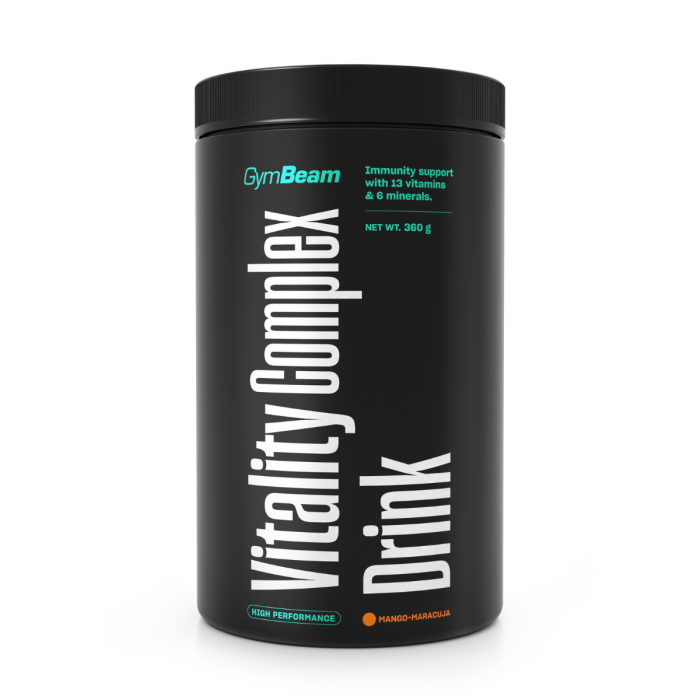 GymBeam
Immunity support
with 13 vitamins
& 6 minerals.
NET WT. 360 g
Vitality Complex
Drink
HIGH PERFORMANCE
MANGO-MARACUJA